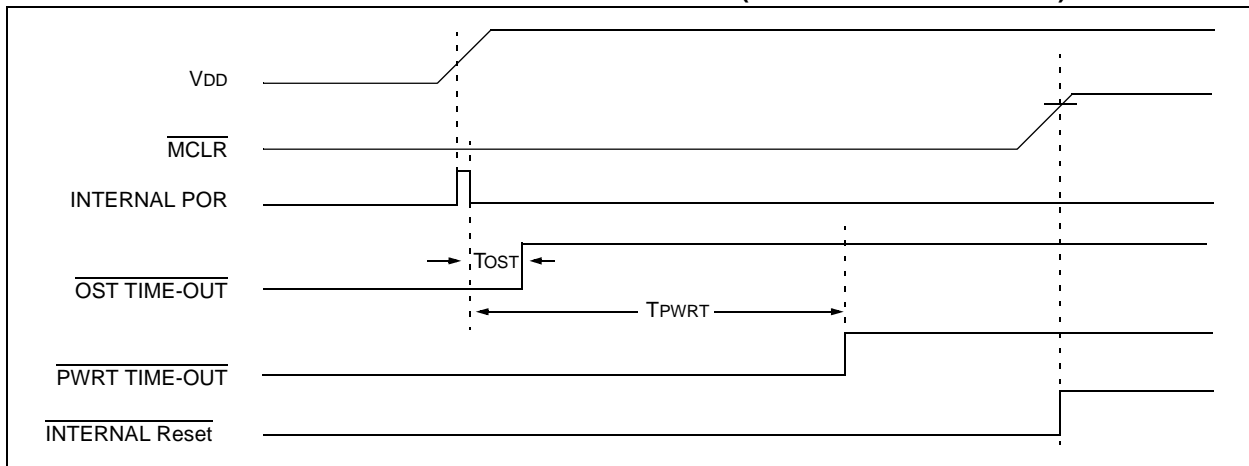 VDD
MCLR
INTERNAL POR
TOST
OST TIME-OUT
TPWRT
PWRT TIME-OUT
INTERNAL Reset